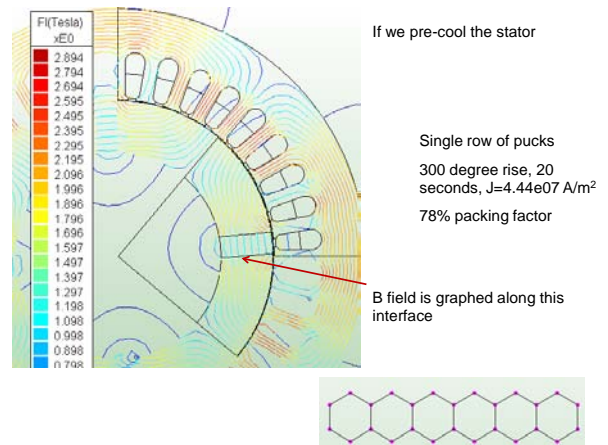 Fl(Tesla)
xE0
2.894
2.794
2.694
2.595
2.495
2.395
2.295
2.195
2.096
1.996
1.896
1.796
1.696
1.597
1.497
1.397
1.297
1.198
1.098
0.998
0.898
0.798
If we pre-cool the stator
Single row of pucks
300 degree rise, 20
seconds, J=4.44e07 A/m²
78% packing factor
B field is graphed along this
interface